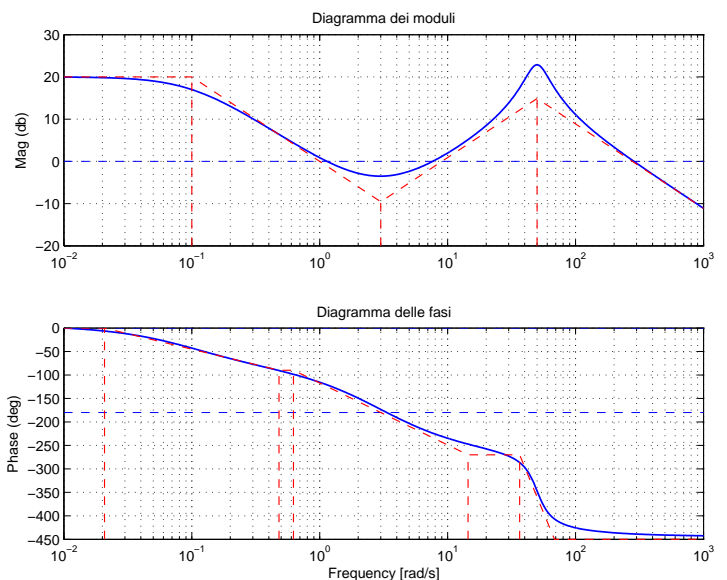 Diagramma dei moduli
30
20
10
0
−10
−20
Mag (db)
10^−2 10^−1 10^0 10^1 10^2 10^3
Diagramma delle fasi
0
−50
−100
−150
−200
−250
−300
−350
−400
−450
Phase (deg)
10^−2 10^−1 10^0 10^1 10^2 10^3
Frequency [rad/s]